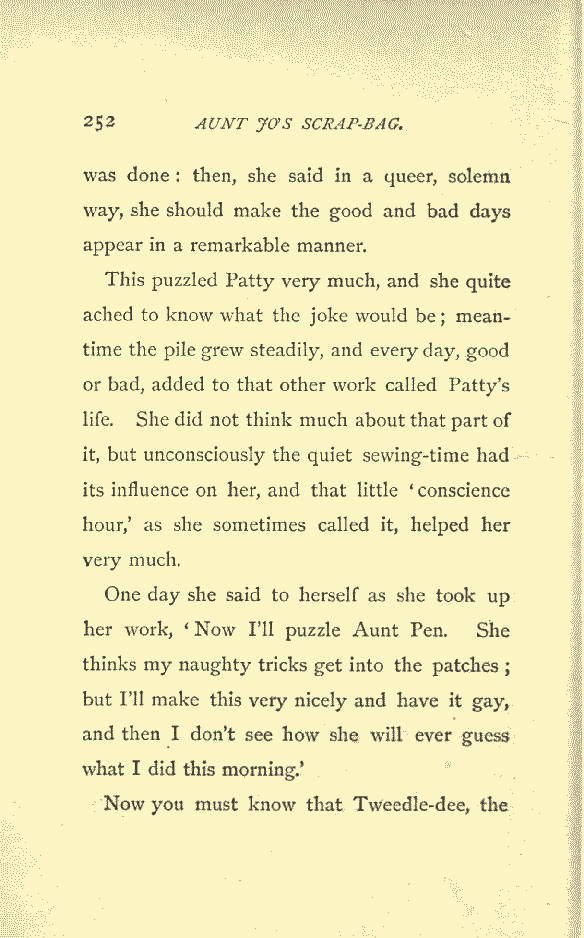 252 AUNT JO'S SCRAP-BAG.
was done : then, she said in a queer, solemn
way, she should make the good and bad days
appear in a remarkable manner.
This puzzled Patty very much, and she quite
ached to know what the joke would be ; mean-
time the pile grew steadily, and every day, good
or bad, added to that other work called Patty's
life. She did not think much about that part of
it, but unconsciously the quiet sewing-time had
its influence on her, and that little ‘conscience
hour,’ as she sometimes called it, helped her
very much.
One day she said to herself as she took up
her work, ‘Now I'll puzzle Aunt Pen. She
thinks my naughty tricks get into the patches ;
but I'll make this very nicely and have it gay,
and then I don't see how she will ever guess
what I did this morning.’
Now you must know that Tweedle-dee, the